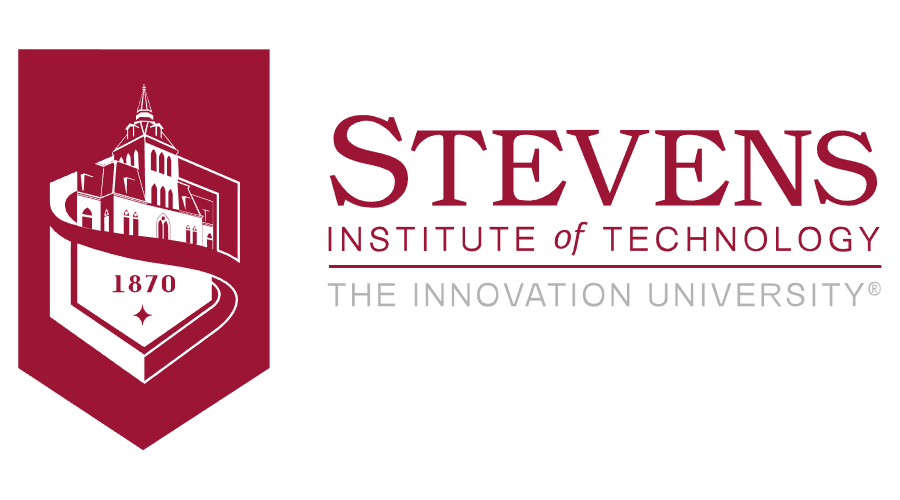 1870
STEVENS
INSTITUTE of TECHNOLOGY
THE INNOVATION UNIVERSITY®